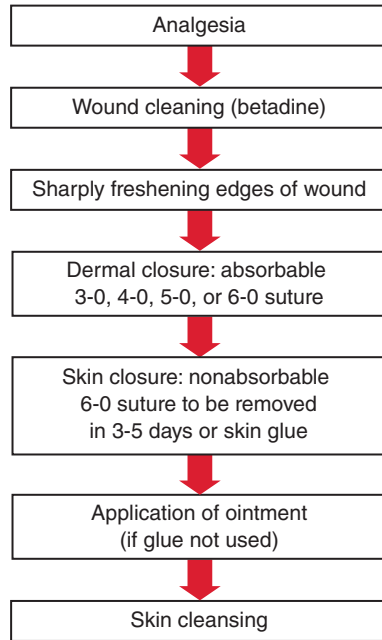 Analgesia
Wound cleaning (betadine)
Sharply freshening edges of wound
Dermal closure: absorbable
3-0, 4-0, 5-0, or 6-0 suture
Skin closure: nonabsorbable
6-0 suture to be removed
in 3-5 days or skin glue
Application of ointment
(if glue not used)
Skin cleansing